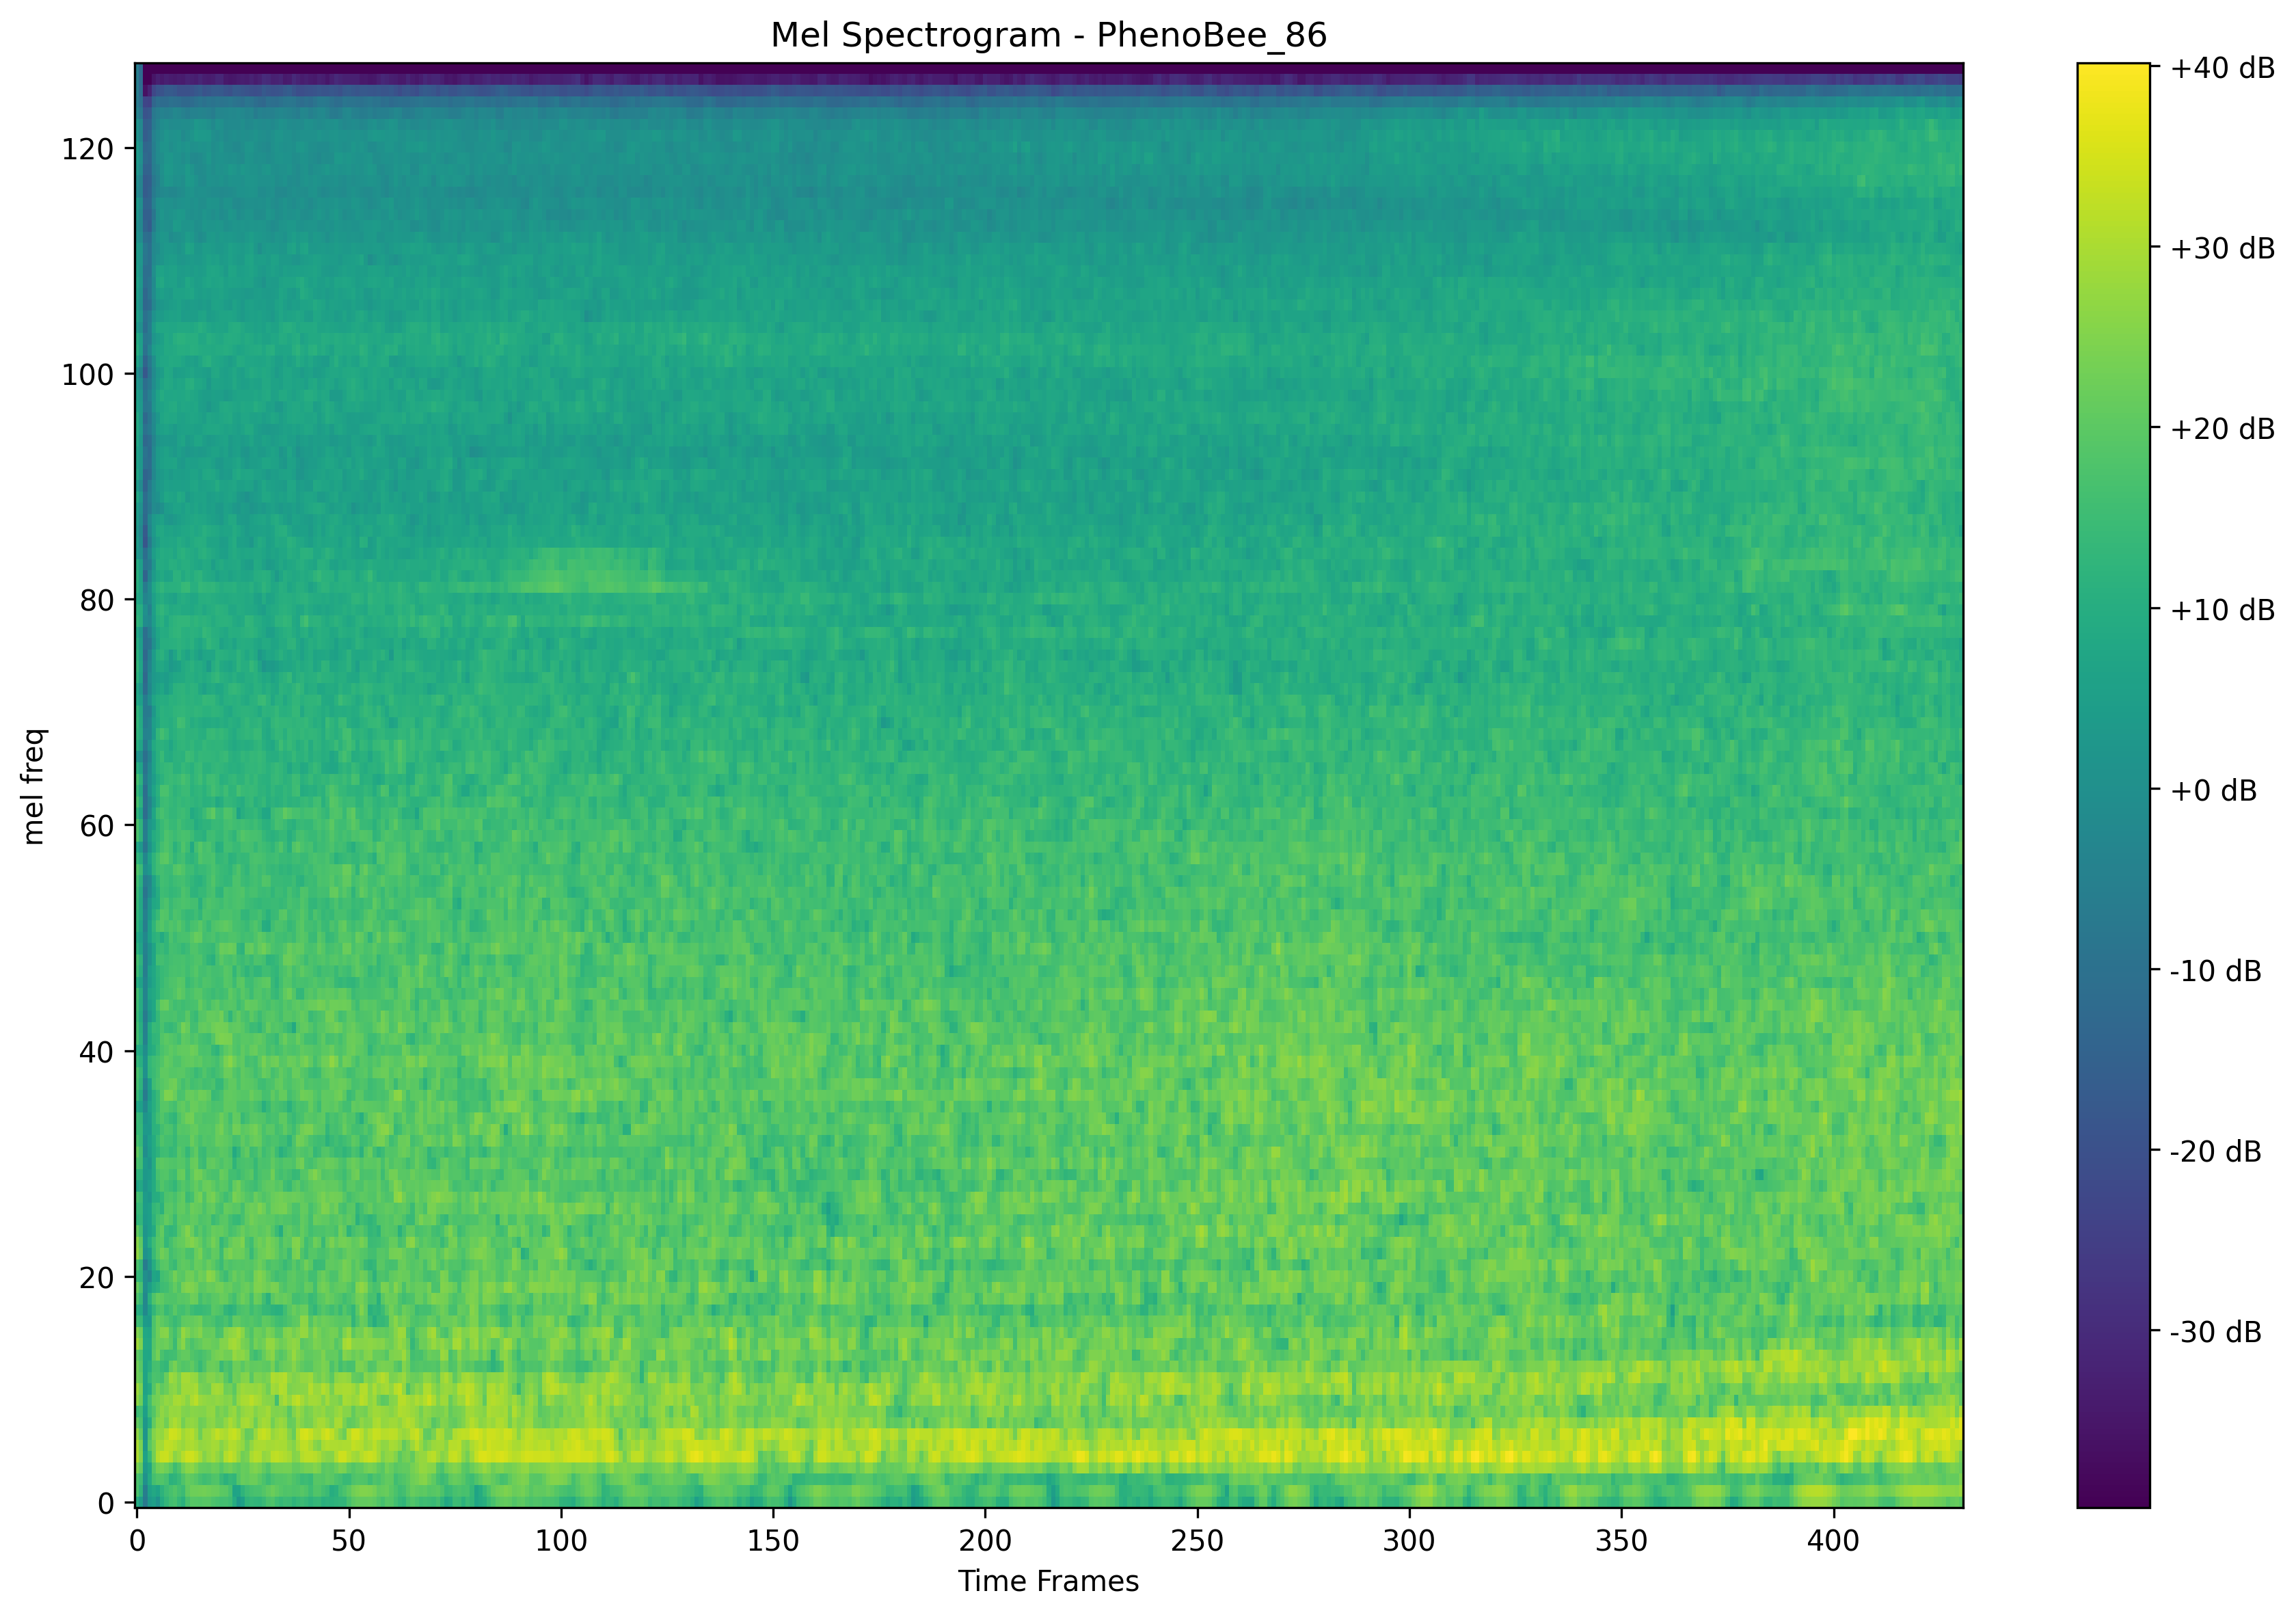 Mel Spectrogram - PhenoBee_86
mel freq
120
100
80
60
40
20
0
0 50 100 150 200 250 300 350 400
Time Frames
+40 dB
+30 dB
+20 dB
+10 dB
+0 dB
-10 dB
-20 dB
-30 dB